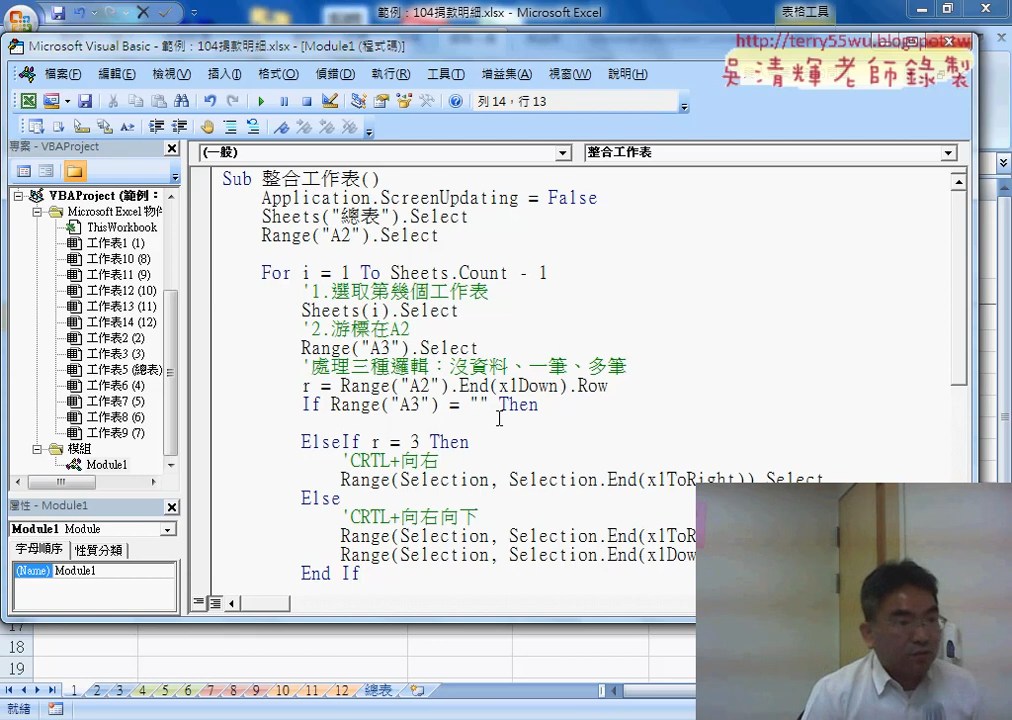 範例：104捐款明細.xlsx - Microsoft Excel
表格工具
Microsoft Visual Basic - 範例：104捐款明細.xlsx - [Module1 (程式碼)]
http://terry55wu.blogspot.tw
吳清輝老師錄製
檔案(F) 編輯(E) 檢視(V) 插入(I) 格式(O) 偵錯(D) 執行(R) 工具(T) 增益集(A) 視窗(W) 說明(H)
列 14，行 13
專案 - VBAProject
(一般)
整合工作表
VBAProject (範例：
Microsoft Excel 物件
ThisWorkbook
工作表1 (1)
工作表10 (8)
工作表11 (9)
工作表12 (10)
工作表13 (11)
工作表14 (12)
工作表2 (2)
工作表3 (3)
工作表5 (總表)
工作表6 (4)
工作表7 (5)
工作表8 (6)
工作表9 (7)
模組
Module1
屬性 - Module1
Module1 Module
字母順序 性質分類
(Name) Module1
Sub 整合工作表()
Application.ScreenUpdating = False
Sheets("總表").Select
Range("A2").Select
For i = 1 To Sheets.Count - 1
'1.選取第幾個工作表
Sheets(i).Select
'2.游標在A2
Range("A3").Select
'處理三種邏輯：沒資料、一筆、多筆
r = Range("A2").End(xlDown).Row
If Range("A3") = "" Then
ElseIf r = 3 Then
'CRTL+向右
Range(Selection, Selection.End(xlToRight)).Select
Else
'CRTL+向右向下
Range(Selection, Selection.End(xlToR
Range(Selection, Selection.End(xlDow
End If
17
18
19
1 2 3 4 5 6 7 8 9 10 11 12 總表
就緒